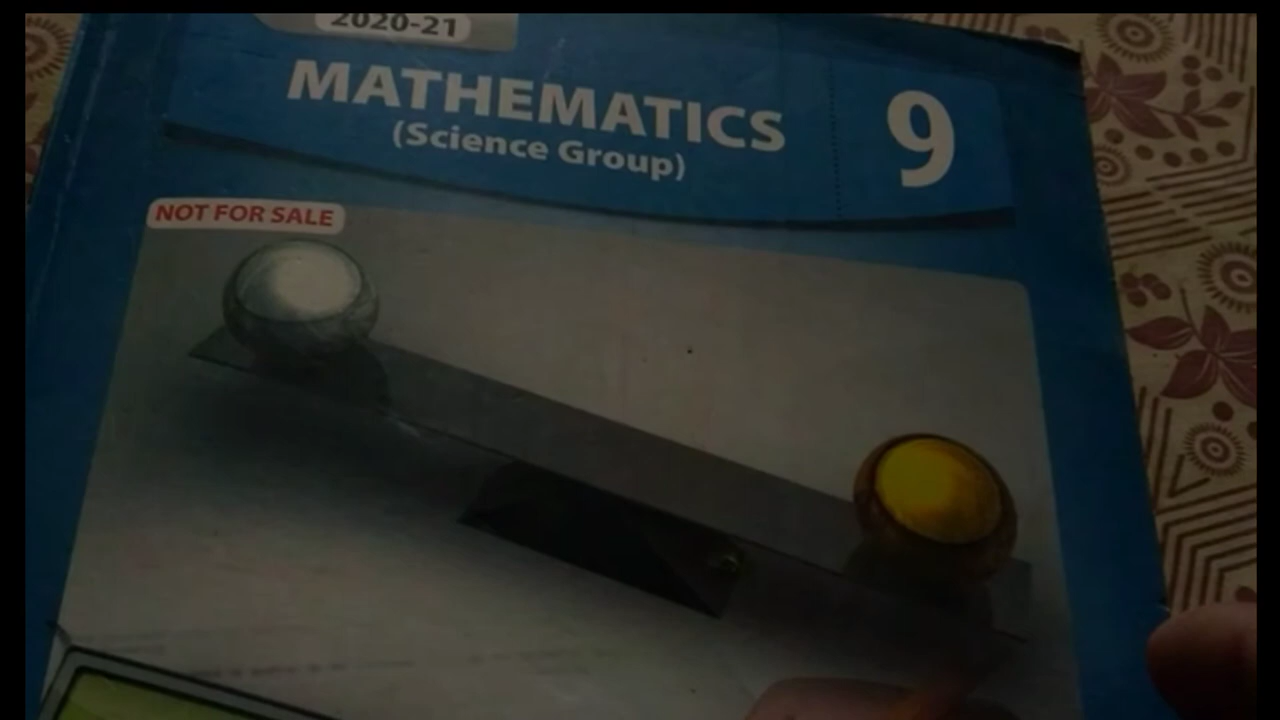 2020-21
MATHEMATICS
(Science Group)
9
NOT FOR SALE